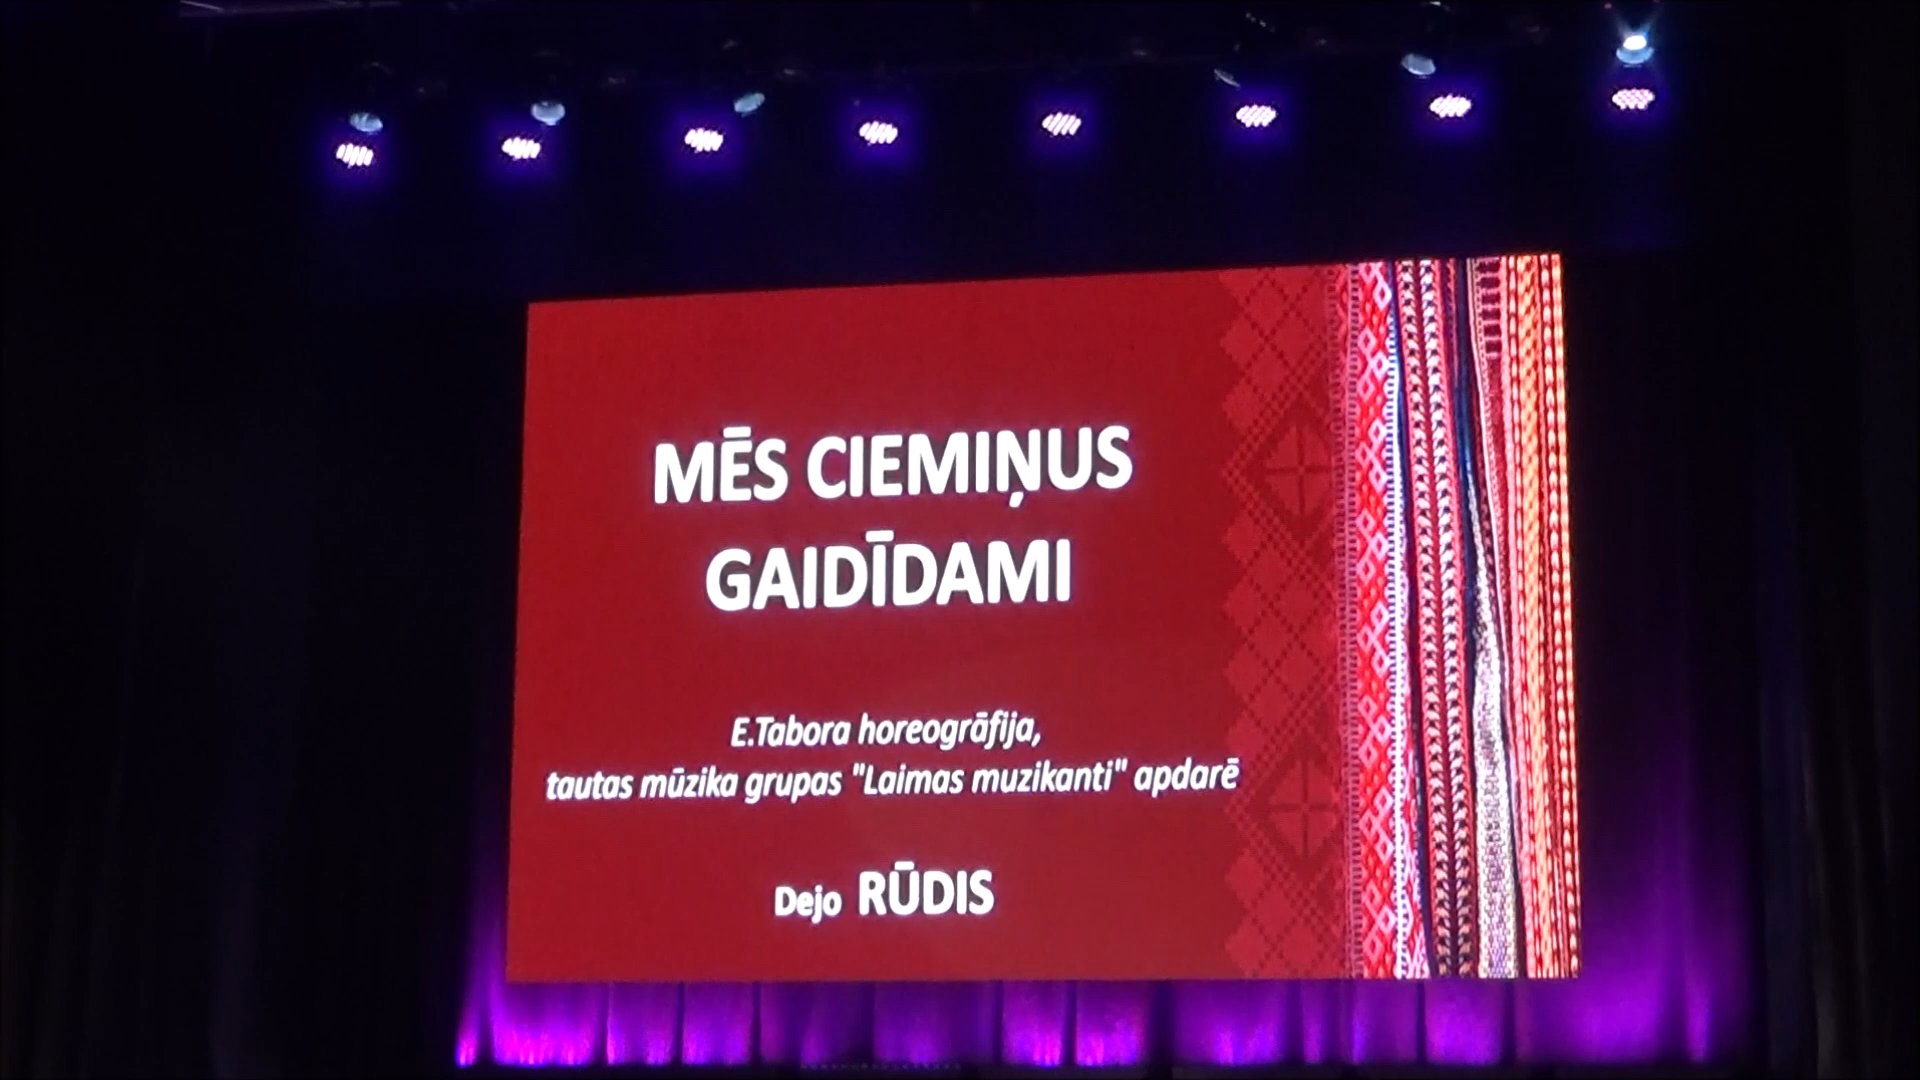 MĒS CIEMIŅUS
GAIDĪDAMI
E.Tabora horeogrāfija,
tautas mūzika grupas "Laimas muzikanti" apdarē
Dejo RŪDIS